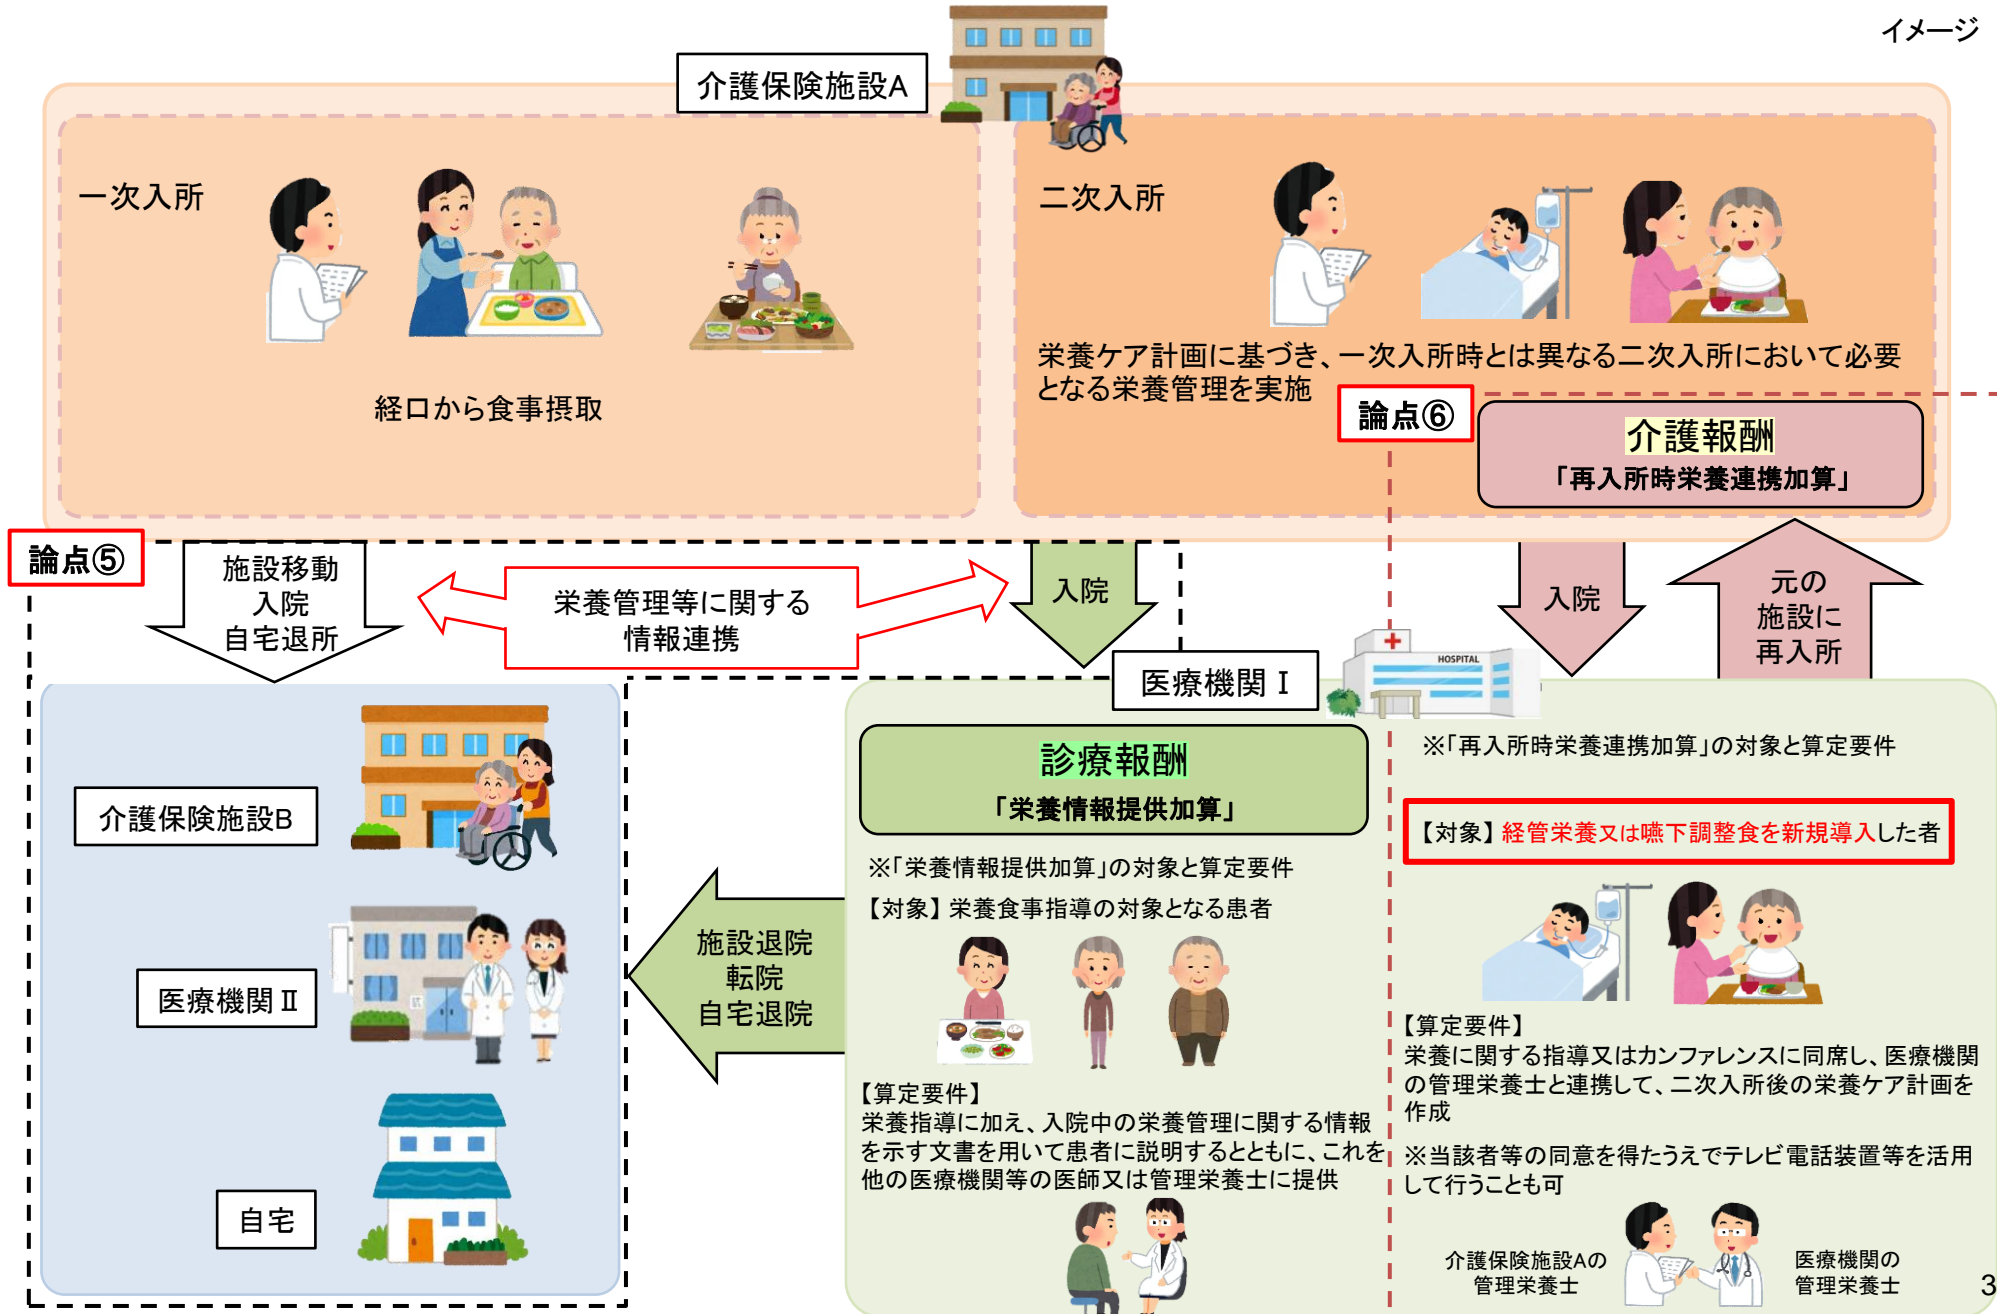 イメージ
介護保険施設A
一次入所
経口から食事摂取
二次入所
栄養ケア計画に基づき、一次入所時とは異なる二次入所において必要
となる栄養管理を実施
論点⑥
介護報酬
「再入所時栄養連携加算」
論点⑤
施設移動
入院
自宅退所
栄養管理等に関する
情報連携
入院
入院
元の
施設に
再入所
介護保険施設B
医療機関Ⅱ
自宅
施設退院
転院
自宅退院
医療機関Ⅰ
HOSPITAL
診療報酬
「栄養情報提供加算」
※「栄養情報提供加算」の対象と算定要件
【対象】栄養食事指導の対象となる患者
【算定要件】
栄養指導に加え、入院中の栄養管理に関する情報
を示す文書を用いて患者に説明するとともに、これを
他の医療機関等の医師又は管理栄養士に提供
※「再入所時栄養連携加算」の対象と算定要件
【対象】経管栄養又は嚥下調整食を新規導入した者
【算定要件】
栄養に関する指導又はカンファレンスに同席し、医療機関
の管理栄養士と連携して、二次入所後の栄養ケア計画を
作成
※当該者等の同意を得たうえでテレビ電話装置等を活用
して行うことも可
介護保険施設Aの
管理栄養士
医療機関の
管理栄養士
3